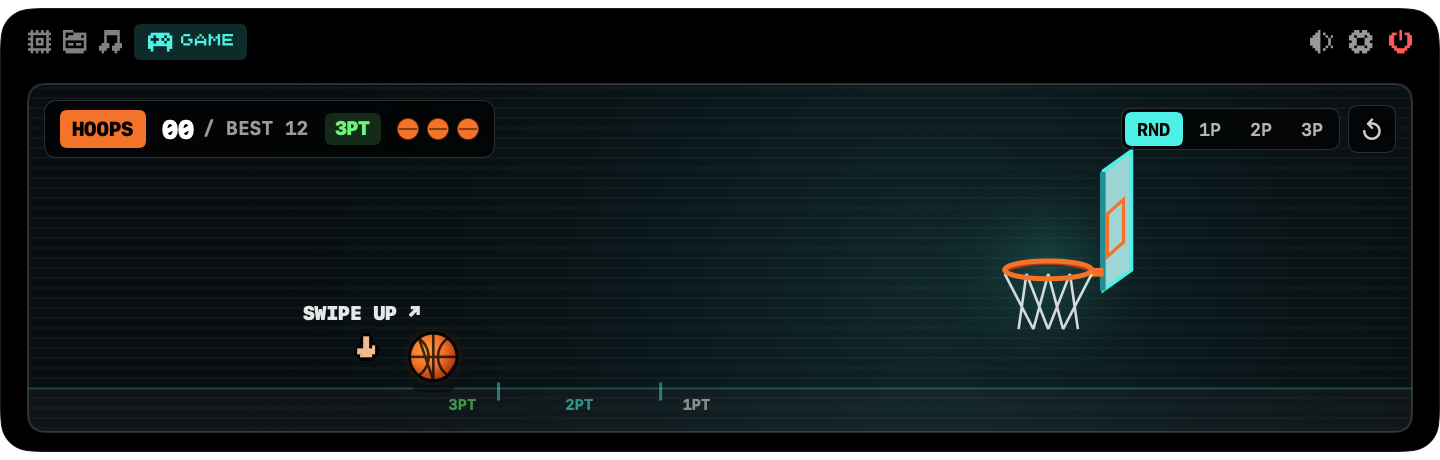 GAME
HOOPS 00 / BEST 12 3PT
RND 1P 2P 3P
SWIPE UP ↗
3PT 2PT 1PT